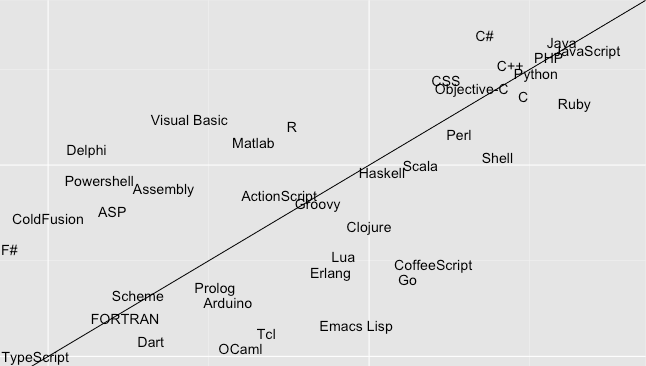 C#
Java
JavaScript
PHP
C++
Python
CSS
Objective-C
C
Ruby
Visual Basic
R
Perl
Matlab
Delphi
Shell
Scala
Haskell
Powershell
Assembly
ActionScript
Groovy
ASP
ColdFusion
Clojure
F#
Lua
CoffeeScript
Erlang
Go
Prolog
Scheme
Arduino
FORTRAN
Emacs Lisp
Tcl
Dart
OCaml
TypeScript